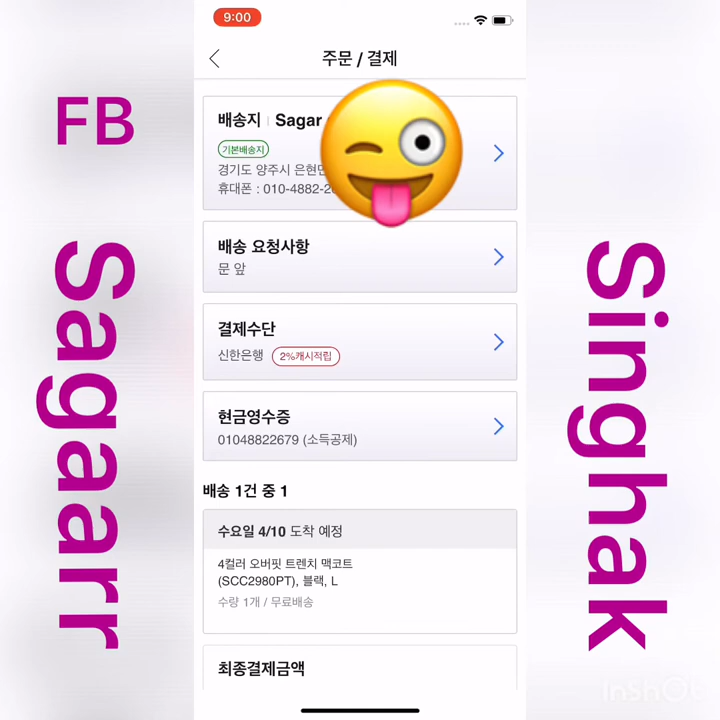 9:00
주문 / 결제
FB
Sagaarr
Singhak
배송지 | Sagar
기본배송지
경기도 양주시 은현면
휴대폰 : 010-4882-2
배송 요청사항
문 앞
결제수단
신한은행 2%캐시적립
현금영수증
01048822679 (소득공제)
배송 1건 중 1
수요일 4/10 도착 예정
4컬러 오버핏 트렌치 맥코트
(SCC2980PT), 블랙, L
수량 1개 / 무료배송
최종결제금액
InShOt